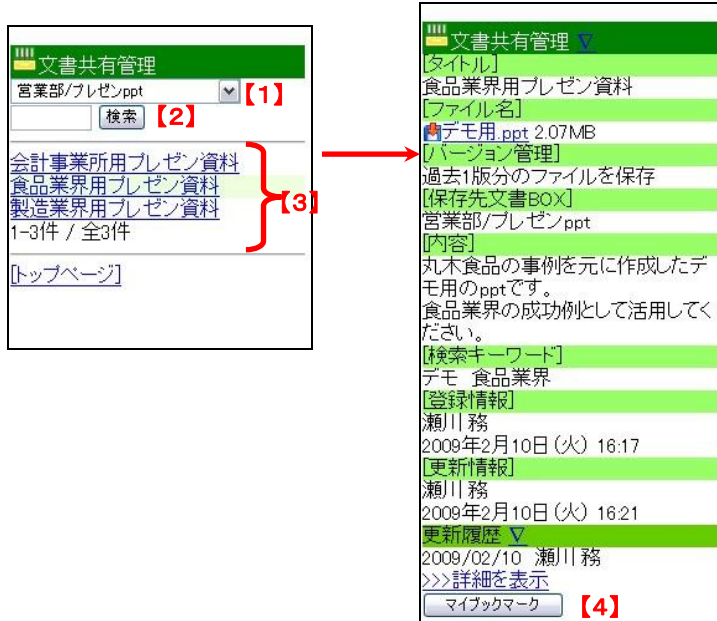 文書共有管理
営業部/プレゼンppt 【1】
検索 【2】
会計事業所用プレゼン資料
食品業界用プレゼン資料
製造業界用プレゼン資料
【3】
1-3件 / 全3件
[トップページ]
文書共有管理 ▽
[タイトル]
食品業界用プレゼン資料
[ファイル名]
デモ用.ppt 2.07MB
[バージョン管理]
過去1版分のファイルを保存
[保存先文書BOX]
営業部/プレゼンppt
[内容]
丸木食品の事例を元に作成したデ
モ用のpptです。
食品業界の成功例として活用してく
ださい。
[検索キーワード]
デモ 食品業界
[登録情報]
瀬川 務
2009年2月10日(火) 16:17
[更新情報]
瀬川 務
2009年2月10日(火) 16:21
更新履歴 ▽
2009/02/10 瀬川 務
>>>詳細を表示
マイブックマーク 【4】